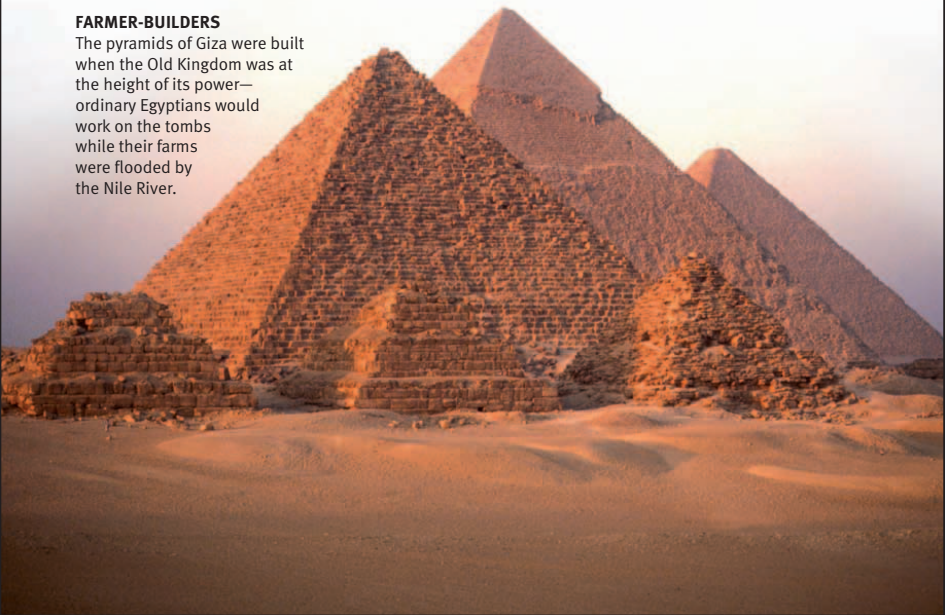 FARMER-BUILDERS
The pyramids of Giza were built
when the Old Kingdom was at
the height of its power—
ordinary Egyptians would
work on the tombs
while their farms
were flooded by
the Nile River.